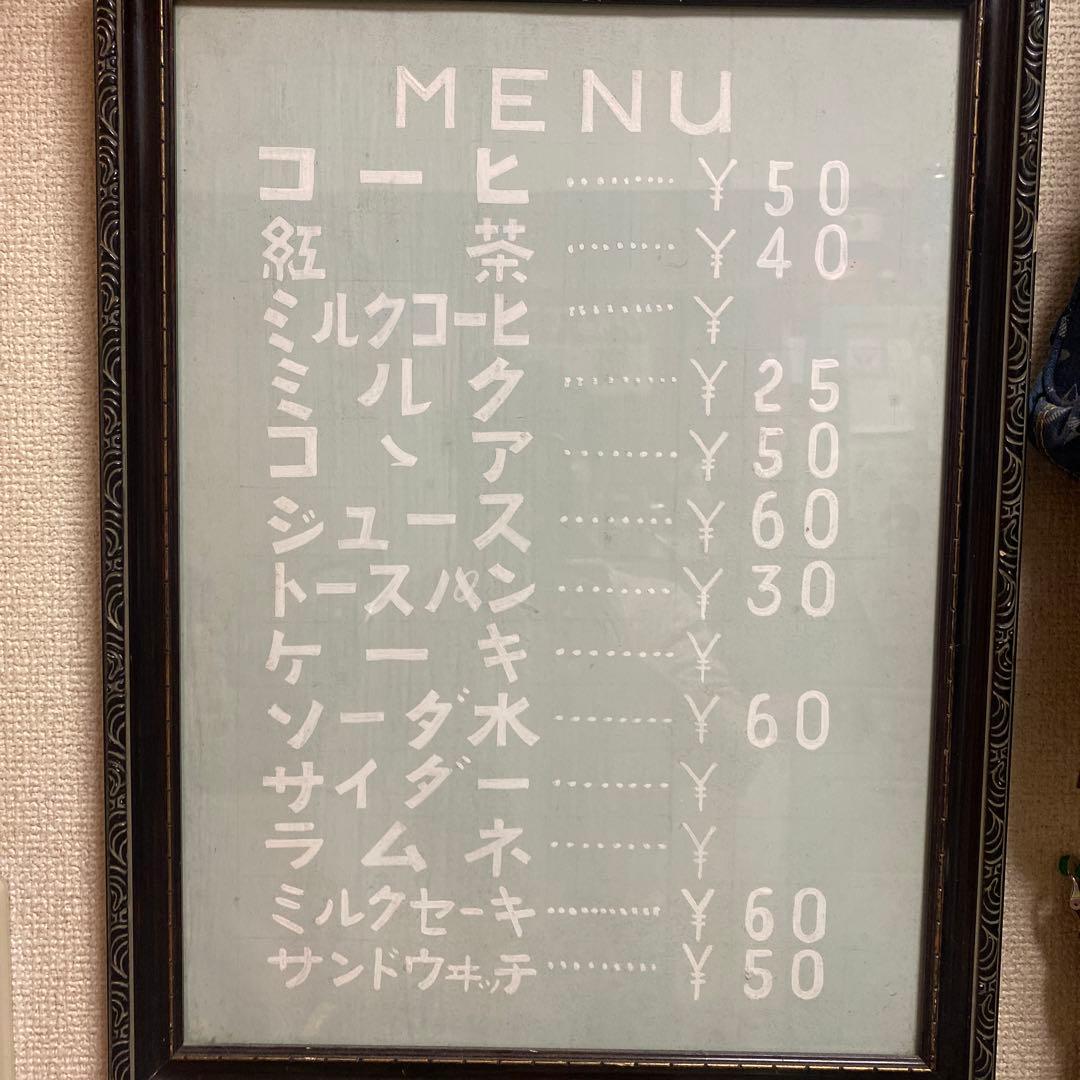 MENU
コーヒ ......... ¥ 50
紅茶 ......... ¥ 40
ミルクコーヒ ......... ¥
ミルク ......... ¥ 25
コヽア ......... ¥ 50
ジュース ......... ¥ 60
トースパン ......... ¥ 30
ケーキ ......... ¥
ソーダ水 ......... ¥ 60
サイダー ......... ¥
ラムネ ......... ¥
ミルクセーキ ......... ¥ 60
サンドウヰッチ ......... ¥ 50